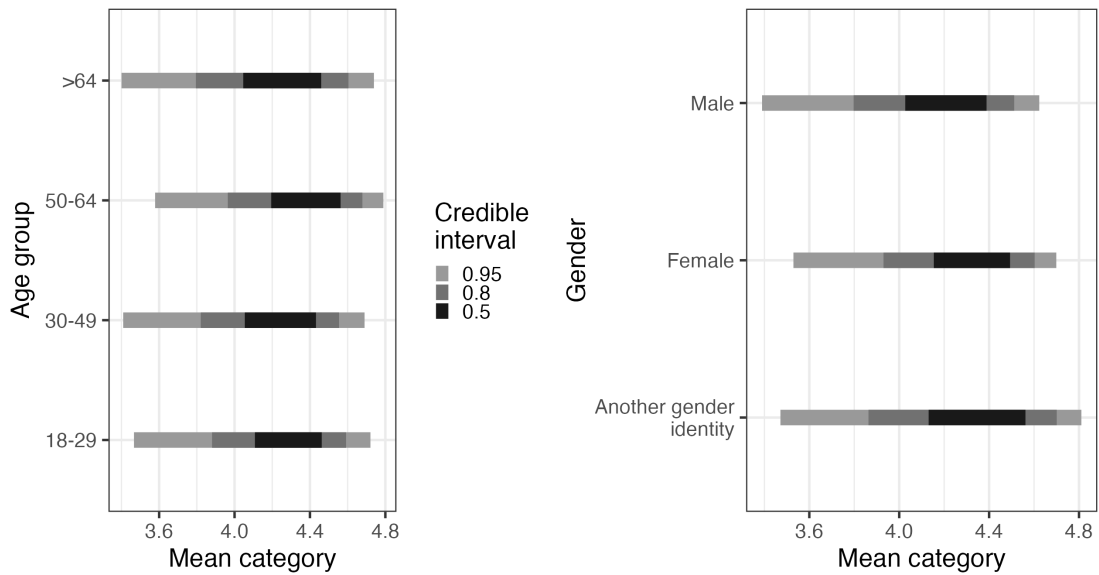 Age group
>64
50-64
30-49
18-29
3.6 4.0 4.4 4.8
Mean category
Credible
interval
0.95
0.8
0.5
Gender
Male
Female
Another gender
identity
3.6 4.0 4.4 4.8
Mean category